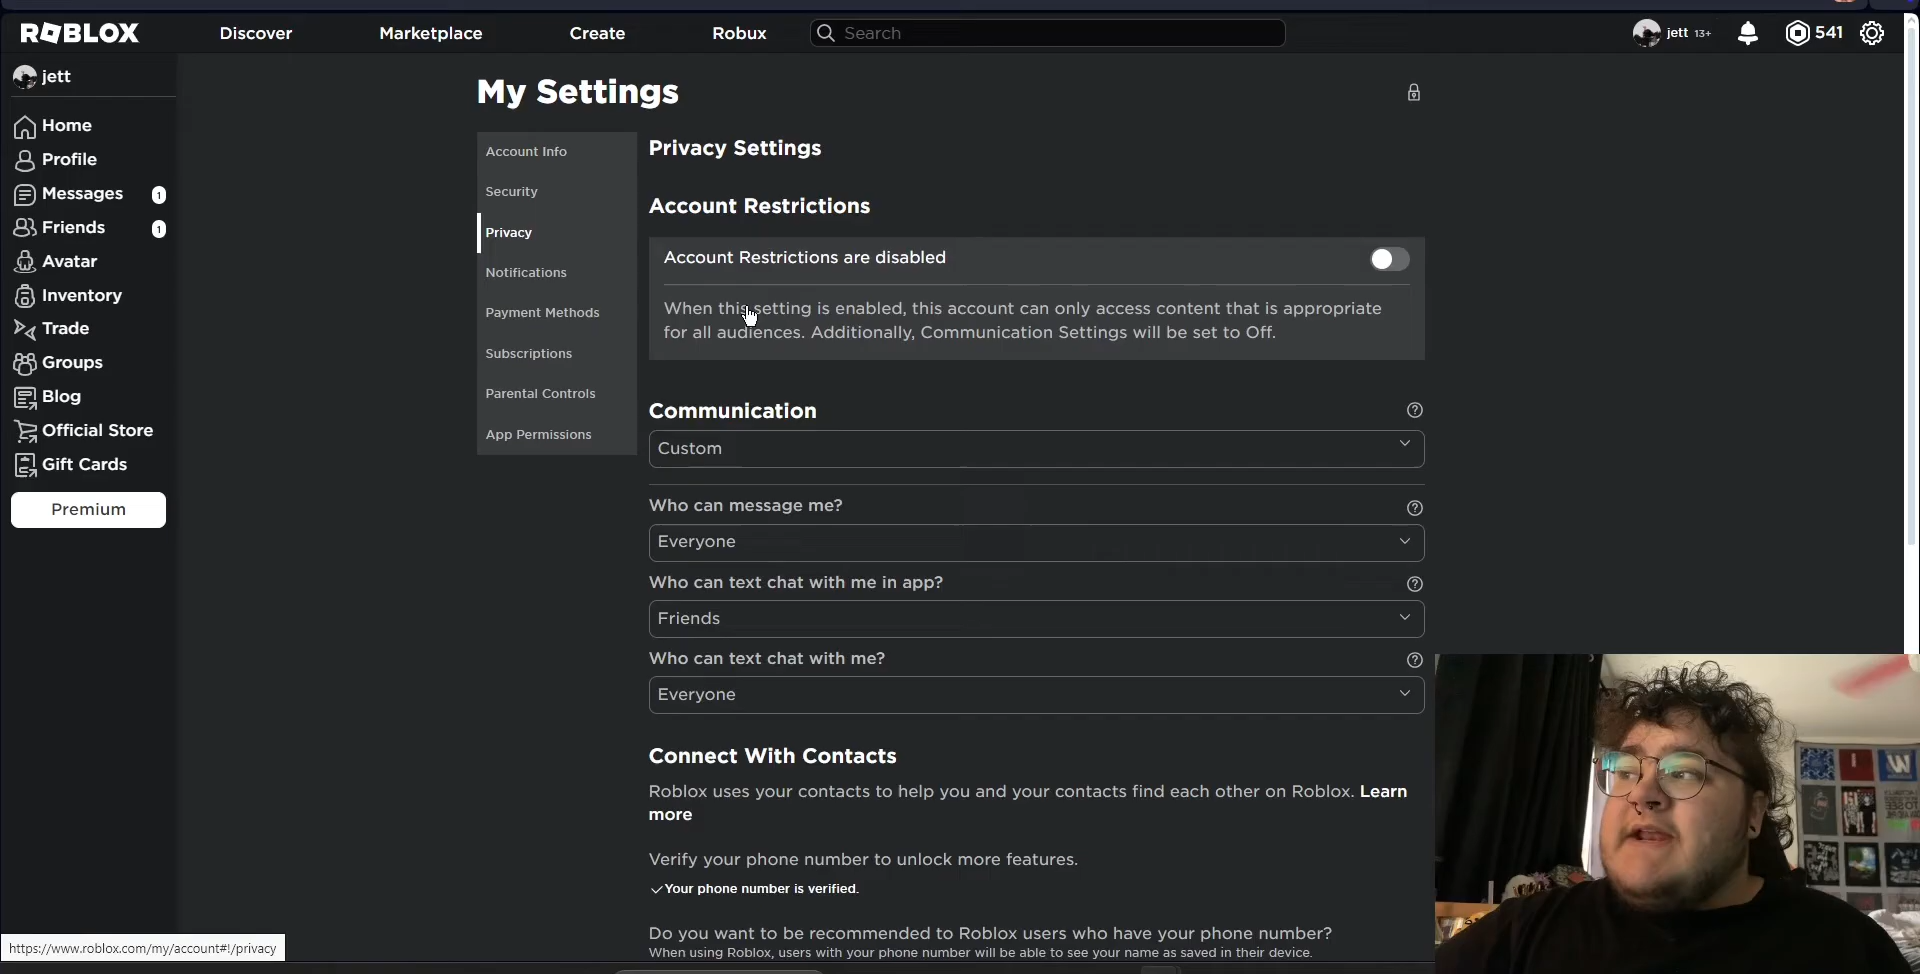 ROBLOX
Discover
Marketplace
Create
Robux
Search
jett 13+
541
jett
Home
Profile
Messages 1
Friends 1
Avatar
Inventory
Trade
Groups
Blog
Official Store
Gift Cards
Premium
My Settings
Account Info
Security
Privacy
Notifications
Payment Methods
Subscriptions
Parental Controls
App Permissions
Privacy Settings
Account Restrictions
Account Restrictions are disabled
When this setting is enabled, this account can only access content that is appropriate
for all audiences. Additionally, Communication Settings will be set to Off.
Communication
Custom
Who can message me?
Everyone
Who can text chat with me in app?
Friends
Who can text chat with me?
Everyone
Connect With Contacts
Roblox uses your contacts to help you and your contacts find each other on Roblox. Learn
more
Verify your phone number to unlock more features.
Your phone number is verified.
Do you want to be recommended to Roblox users who have your phone number?
When using Roblox, users with your phone number will be able to see your name as saved in their device.
https://www.roblox.com/my/account#!/privacy
W